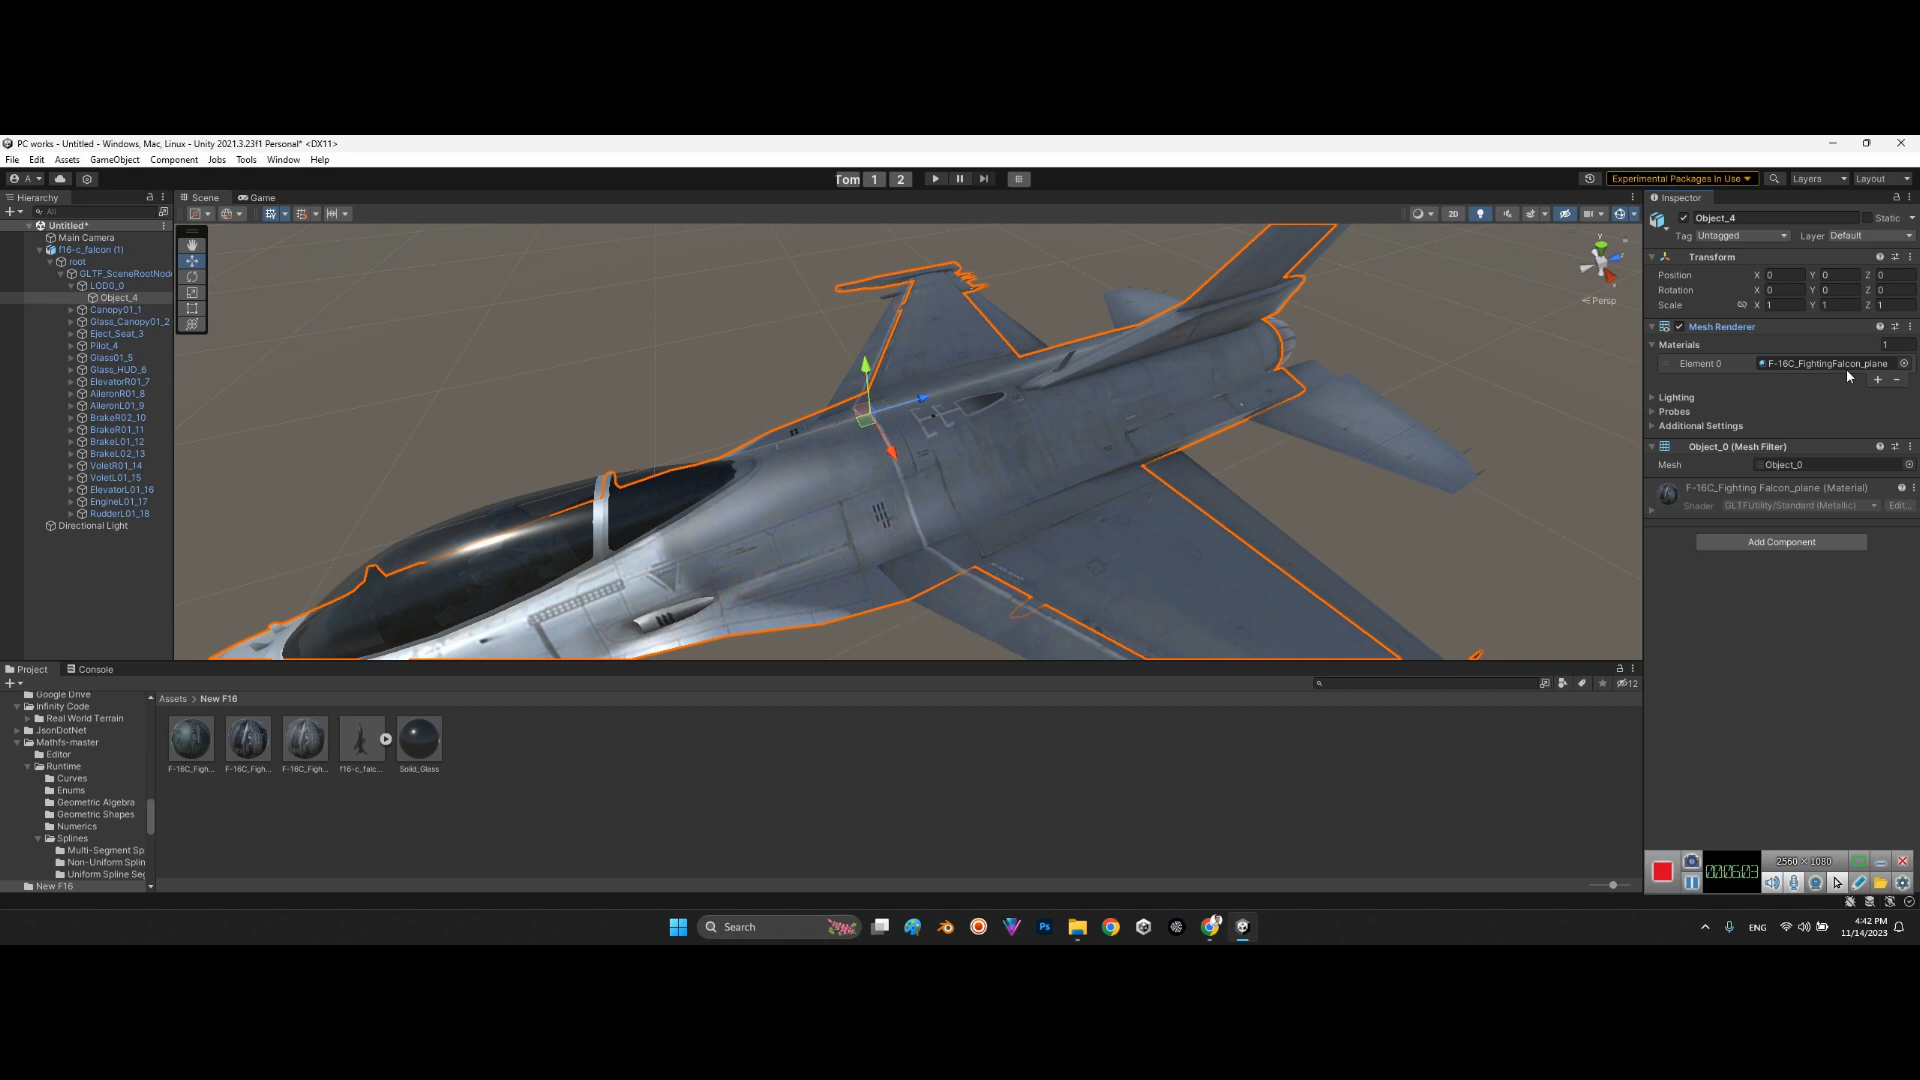 PC works - Untitled - Windows, Mac, Linux - Unity 2021.3.23f1 Personal* <DX11>
File Edit Assets GameObject Component Jobs Tools Window Help
A Tom 1 2 Experimental Packages In Use Layers Layout
Hierarchy
All
Untitled*
Main Camera
f16-c_falcon (1)
root
GLTF_SceneRootNode
LOD0_0
Object_4
Canopy01_1
Glass_Canopy01_2
Eject_Seat_3
Pilot_4
Glass01_5
Glass_HUD_6
ElevatorR01_7
AileronR01_8
AileronL01_9
BrakeR02_10
BrakeR01_11
BrakeL01_12
BrakeL02_13
VoletR01_14
VoletL01_15
ElevatorL01_16
EngineL01_17
RudderL01_18
Directional Light
Scene Game
2D
y
Persp
Inspector
Object_4 Static
Tag Untagged Layer Default
Transform
Position X 0 Y 0 Z 0
Rotation X 0 Y 0 Z 0
Scale X 1 Y 1 Z 1
Mesh Renderer
Materials 1
Element 0 F-16C_FightingFalcon_plane
Lighting
Probes
Additional Settings
Object_0 (Mesh Filter)
Mesh Object_0
F-16C_Fighting Falcon_plane (Material)
Shader GLTFUtility/Standard (Metallic) Edit...
Add Component
Project Console
12
Google Drive
Infinity Code
Real World Terrain
JsonDotNet
Mathfs-master
Editor
Runtime
Curves
Enums
Geometric Algebra
Geometric Shapes
Numerics
Splines
Multi-Segment Sp
Non-Uniform Splin
Uniform Spline Seg
New F16
Assets > New F16
F-16C_Figh... F-16C_Figh... F-16C_Figh... f16-c_falc... Solid_Glass
2560 × 1080
00:06:03
Search
Ps
ENG
4:42 PM
11/14/2023